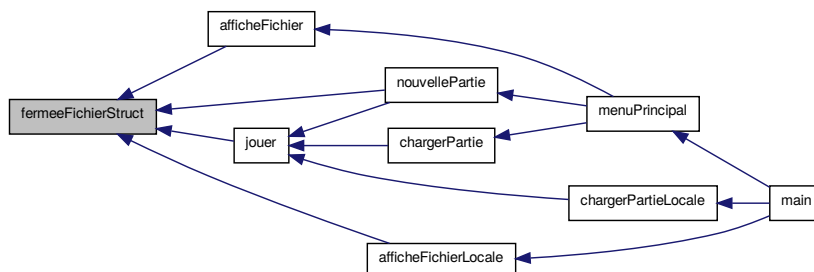 afficheFichier
nouvellePartie
fermeeFichierStruct
menuPrincipal
jouer
chargerPartie
chargerPartieLocale
main
afficheFichierLocale